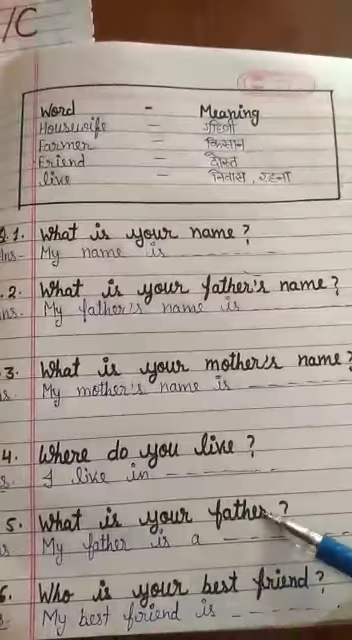 /C
Word - Meaning
Housewife - गृहिणी
Farmer - किसान
Friend - दोस्त
live - निवास, रहना
Q.1. What is your name?
Ans- My name is -------
.2. What is your father's name?
ns. My father's name is ------
3. What is your mother's name?
s. My mother's name is -------
4. Where do you live?
s. I live in -------
5. What is your father?
s My father is a -------
6. Who is your best friend?
s. My best friend is -------